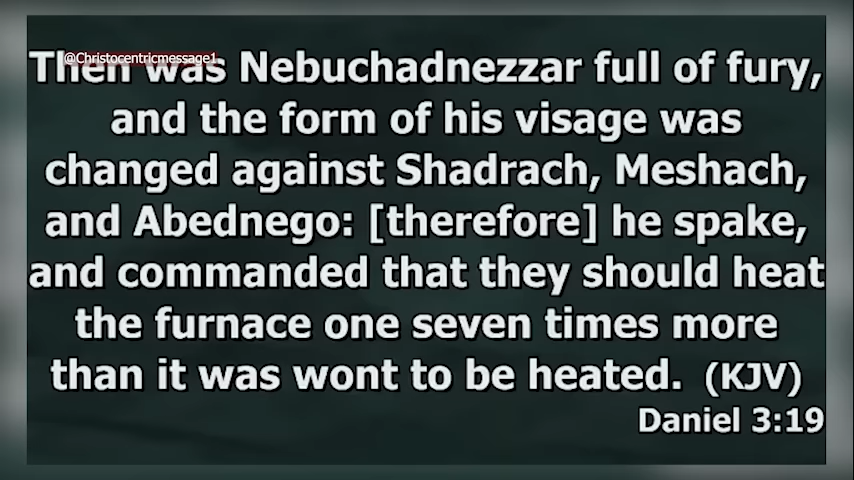 @Christocentricmessage1
Then was Nebuchadnezzar full of fury,
and the form of his visage was
changed against Shadrach, Meshach,
and Abednego: [therefore] he spake,
and commanded that they should heat
the furnace one seven times more
than it was wont to be heated. (KJV)
Daniel 3:19